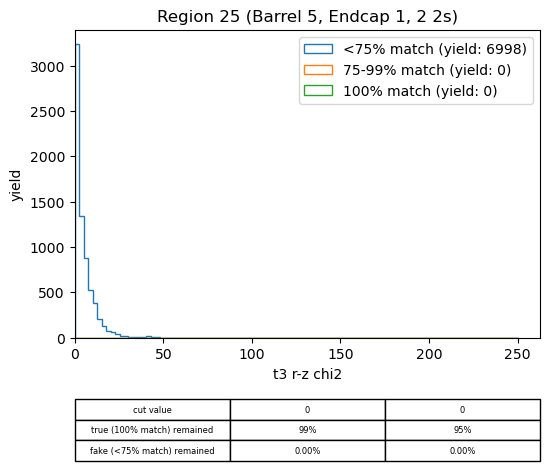 Region 25 (Barrel 5, Endcap 1, 2 2s)
<75% match (yield: 6998)
75-99% match (yield: 0)
100% match (yield: 0)
yield
3000
2500
2000
1500
1000
500
0
0 50 100 150 200 250
t3 r-z chi2
cut value 0 0
true (100% match) remained 99% 95%
fake (<75% match) remained 0.00% 0.00%